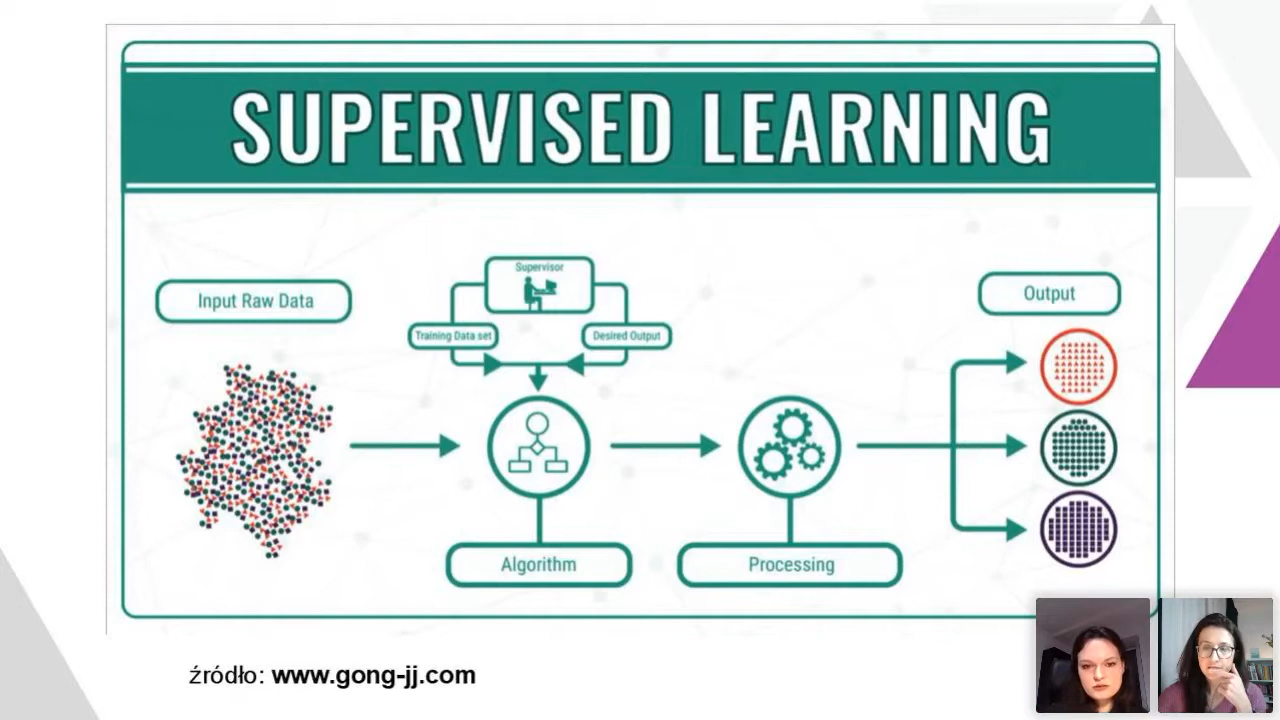 SUPERVISED LEARNING
Input Raw Data
Supervisor
Training Data set
Desired Output
Algorithm
Processing
Output
źródło: www.gong-jj.com